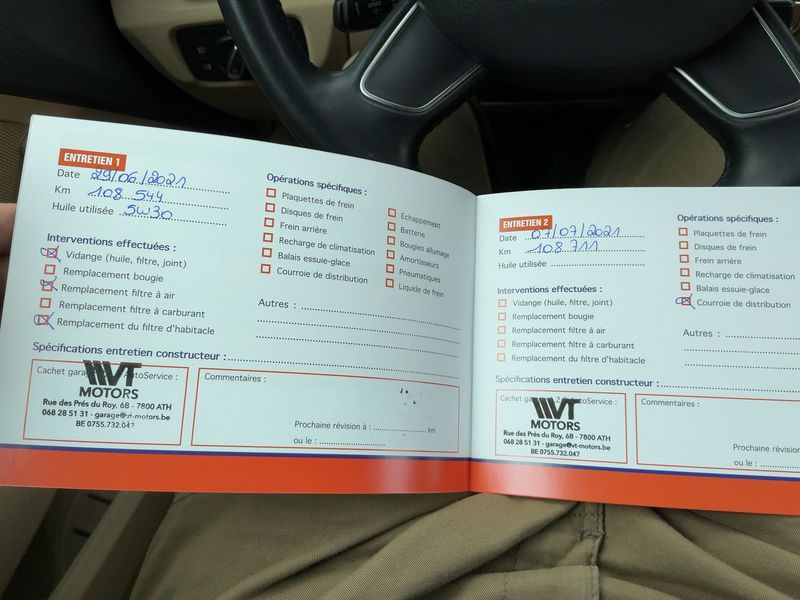 ENTRETIEN 1
Date 29/06/2021
Km 108 544
Huile utilisée 5W30
Interventions effectuées :
Vidange (huile, filtre, joint)
Remplacement bougie
Remplacement filtre à air
Remplacement filtre à carburant
Remplacement du filtre d'habitacle
Opérations spécifiques :
Plaquettes de frein
Disques de frein
Frein arrière
Recharge de climatisation
Balais essuie-glace
Courroie de distribution
Echappement
Batterie
Bougies allumage
Amortisseurs
Pneumatiques
Liquide de frein
Autres :
Spécifications entretien constructeur :
Cachet garage AutoService :
VT
MOTORS
Rue des Prés du Roy, 6B - 7800 ATH
068 28 51 31 - garage@vt-motors.be
BE 0755.732.047
Commentaires :
Prochaine révision à : km
ou le :
ENTRETIEN 2
Date 07/07/2021
Km 108 711
Huile utilisée
Interventions effectuées :
Vidange (huile, filtre, joint)
Remplacement bougie
Remplacement filtre à air
Remplacement filtre à carburant
Remplacement du filtre d'habitacle
Opérations spécifiques :
Plaquettes de frein
Disques de frein
Frein arrière
Recharge de climatisation
Balais essuie-glace
Courroie de distribution
Autres :
Spécifications entretien constructeur :
Cachet garage Service :
VT
MOTORS
Rue des Prés du Roy, 6B - 7800 ATH
068 28 51 31 - garage@vt-motors.be
BE 0755.732.047
Commentaires :
Prochaine révision
ou le :